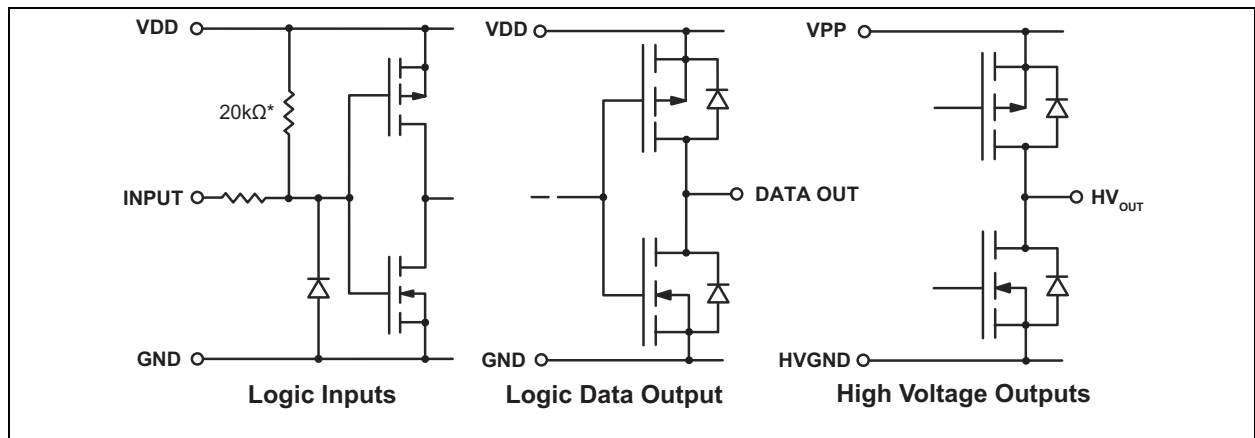 VDD
20kΩ*
INPUT
GND
Logic Inputs
VDD
DATA OUT
GND
Logic Data Output
VPP
HVOUT
HVGND
High Voltage Outputs